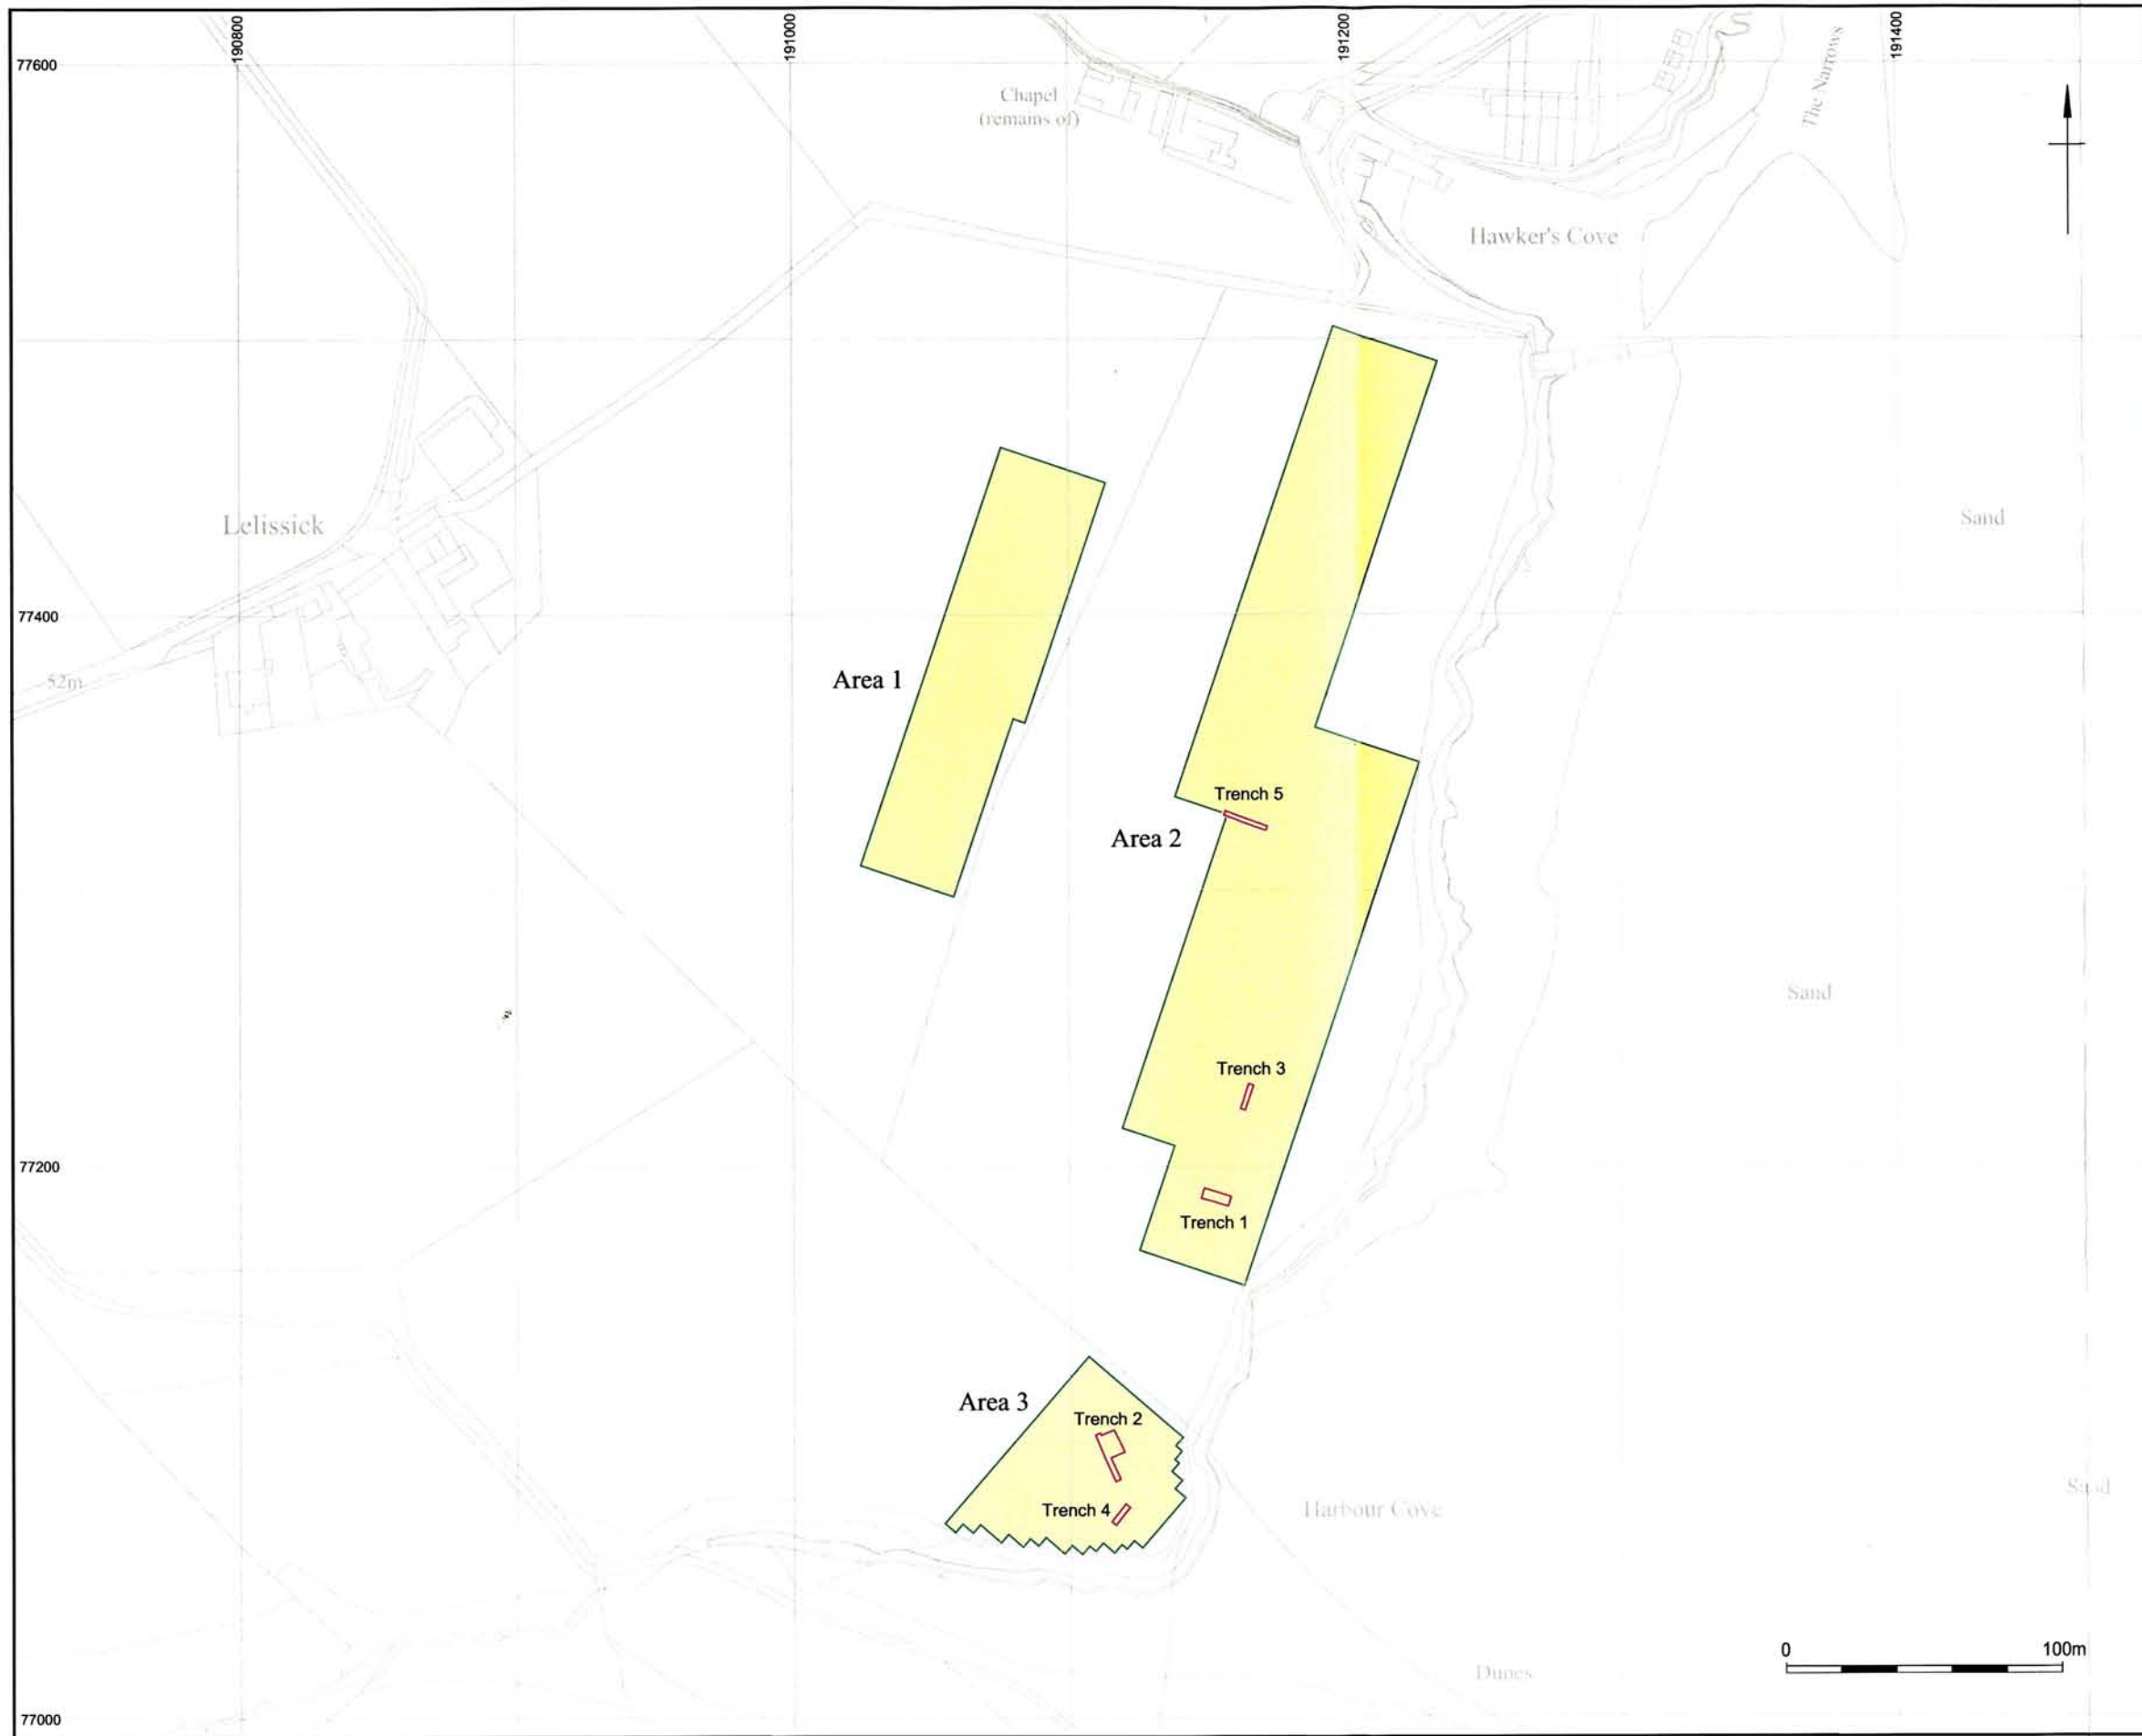 190800
191000
191200
191400
77600
Chapel
(remains of)
The Narrows
Hawker's Cove
Lelissick
Sand
77400
52m
Area 1
Trench 5
Area 2
Sand
Trench 3
77200
Trench 1
Area 3
Trench 2
Trench 4
Harbour Cove
Sand
0 100m
Dunes
77000